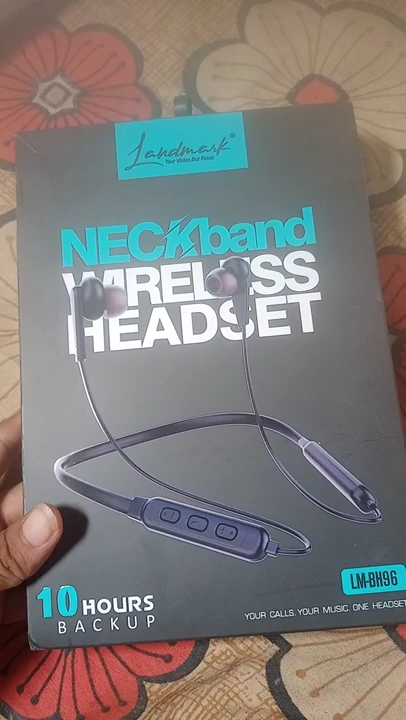 Landmark®
Your Vision, Our Focus
NECKband
WIRELESS
HEADSET
10 HOURS
BACKUP
LM-BH96
YOUR CALLS. YOUR MUSIC. ONE HEADSET